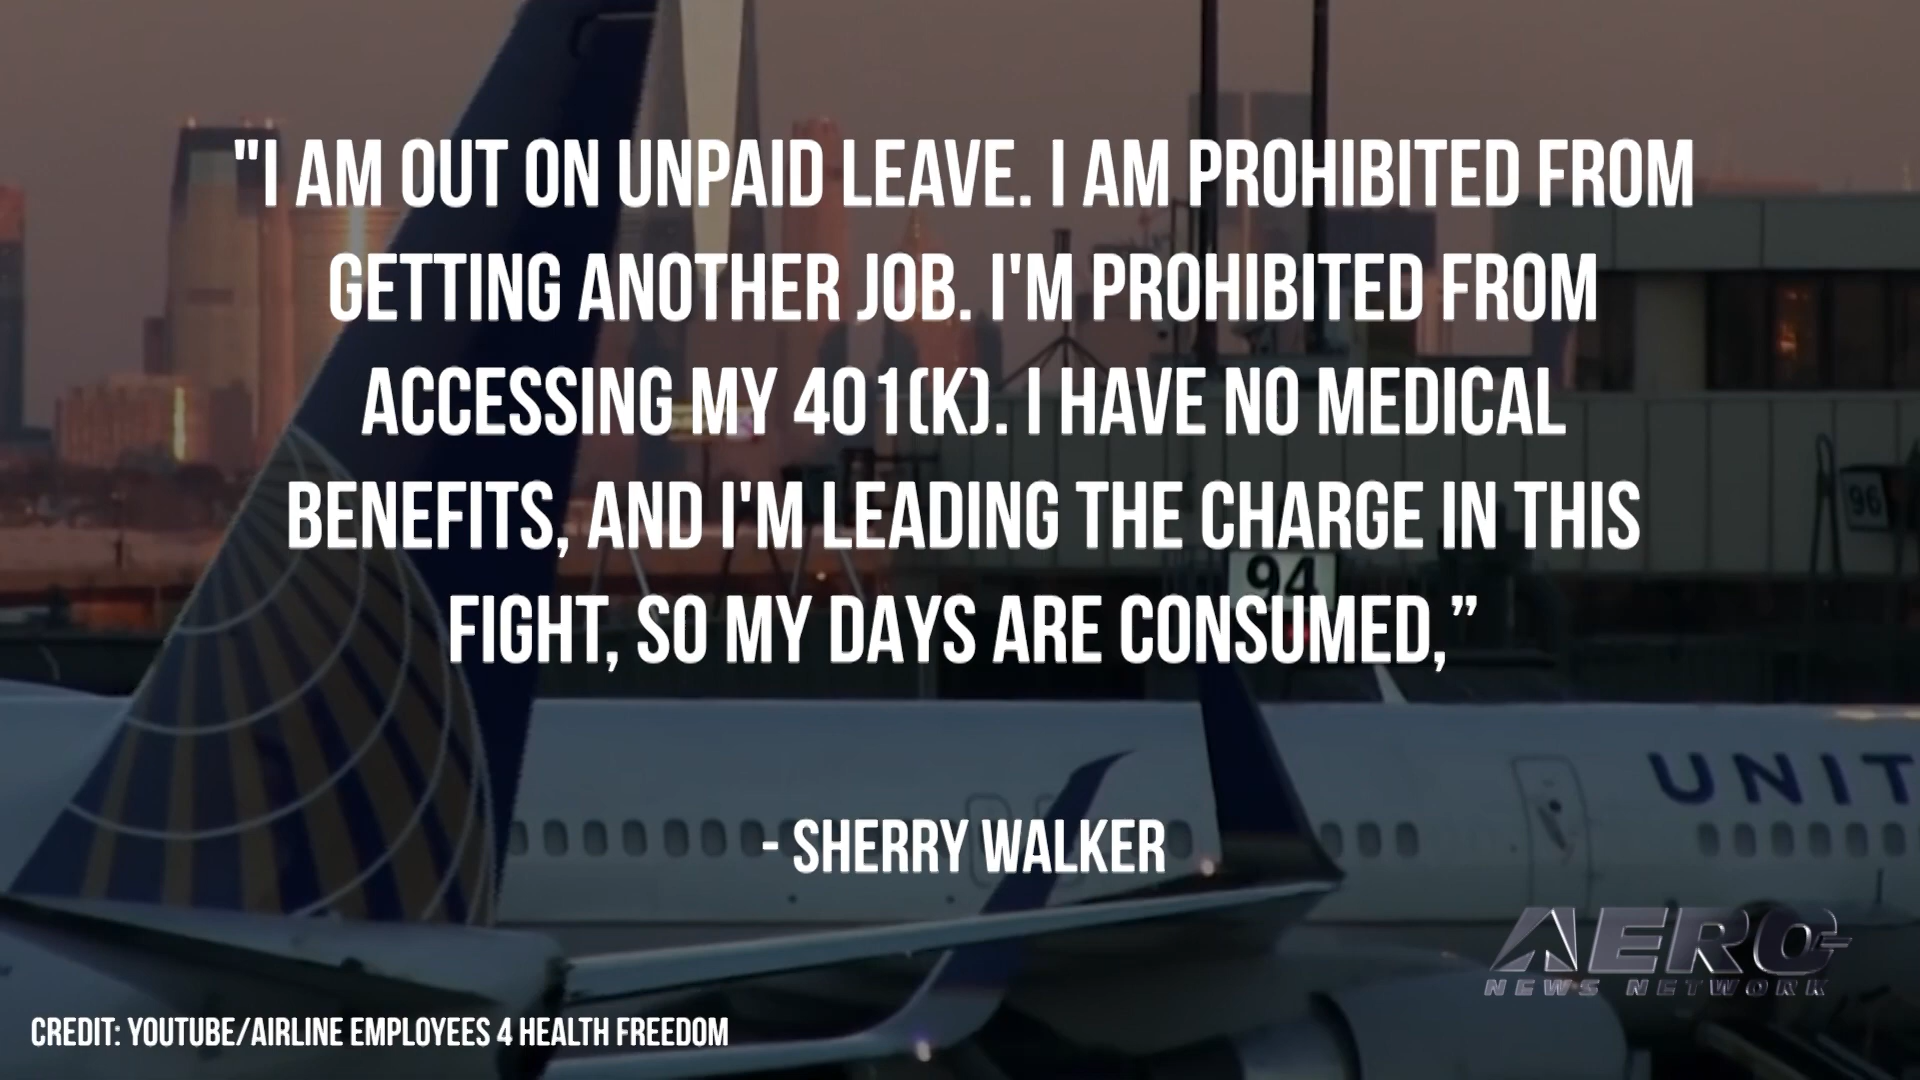 "I AM OUT ON UNPAID LEAVE. I AM PROHIBITED FROM
GETTING ANOTHER JOB. I'M PROHIBITED FROM
ACCESSING MY 401(K). I HAVE NO MEDICAL
BENEFITS, AND I'M LEADING THE CHARGE IN THIS
FIGHT, SO MY DAYS ARE CONSUMED,”
- SHERRY WALKER
96
94
UNIT
AERO
NEWS NETWORK
CREDIT: YOUTUBE/AIRLINE EMPLOYEES 4 HEALTH FREEDOM